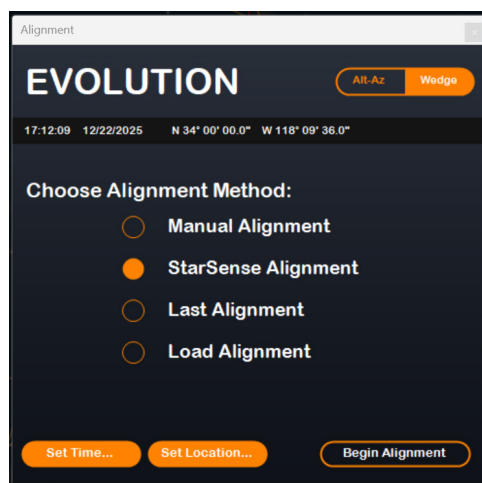 Alignment
x
EVOLUTION
Alt-Az Wedge
17:12:09 12/22/2025 N 34° 00' 00.0" W 118° 09' 36.0"
Choose Alignment Method:
Manual Alignment
StarSense Alignment
Last Alignment
Load Alignment
Set Time... Set Location... Begin Alignment